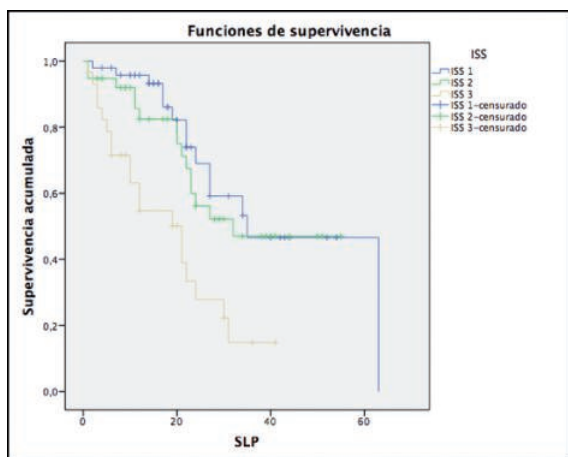 Funciones de supervivencia
ISS
ISS 1
ISS 2
ISS 3
ISS 1-censurado
ISS 2-censurado
ISS 3-censurado
Supervivencia acumulada
1,0
0,8
0,6
0,4
0,2
0,0
0
20
40
60
SLP